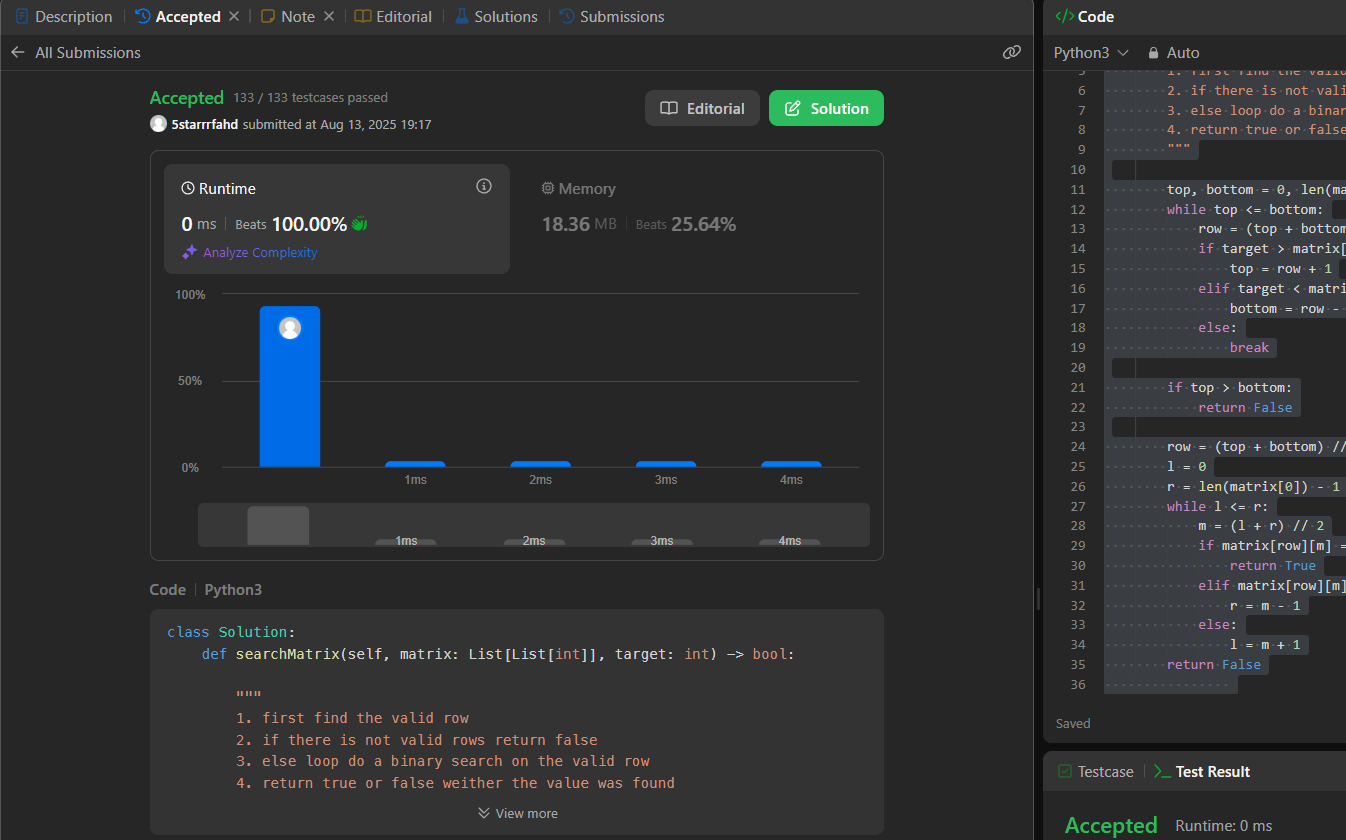 Description
Accepted
Note
Editorial
Solutions
Submissions
All Submissions
Accepted 133 / 133 testcases passed
5starrrfahd submitted at Aug 13, 2025 19:17
Editorial
Solution
Runtime
0 ms Beats 100.00%
Analyze Complexity
Memory
18.36 MB Beats 25.64%
100%
50%
0%
1ms 2ms 3ms 4ms
1ms 2ms 3ms 4ms
Code Python3
class Solution:
def searchMatrix(self, matrix: List[List[int]], target: int) -> bool:
"""
1. first find the valid row
2. if there is not valid rows return false
3. else loop do a binary search on the valid row
4. return true or false weither the value was found
View more
</> Code
Python3 Auto
5 1. first find the valid
6 2. if there is not vali
7 3. else loop do a binar
8 4. return true or false
9 """
10
11 top, bottom = 0, len(ma
12 while top <= bottom:
13 row = (top + bottom
14 if target > matrix[
15 top = row + 1
16 elif target < matri
17 bottom = row -
18 else:
19 break
20
21 if top > bottom:
22 return False
23
24 row = (top + bottom) //
25 l = 0
26 r = len(matrix[0]) - 1
27 while l <= r:
28 m = (l + r) // 2
29 if matrix[row][m] =
30 return True
31 elif matrix[row][m]
32 r = m - 1
33 else:
34 l = m + 1
35 return False
36
Saved
Testcase
Test Result
Accepted Runtime: 0 ms